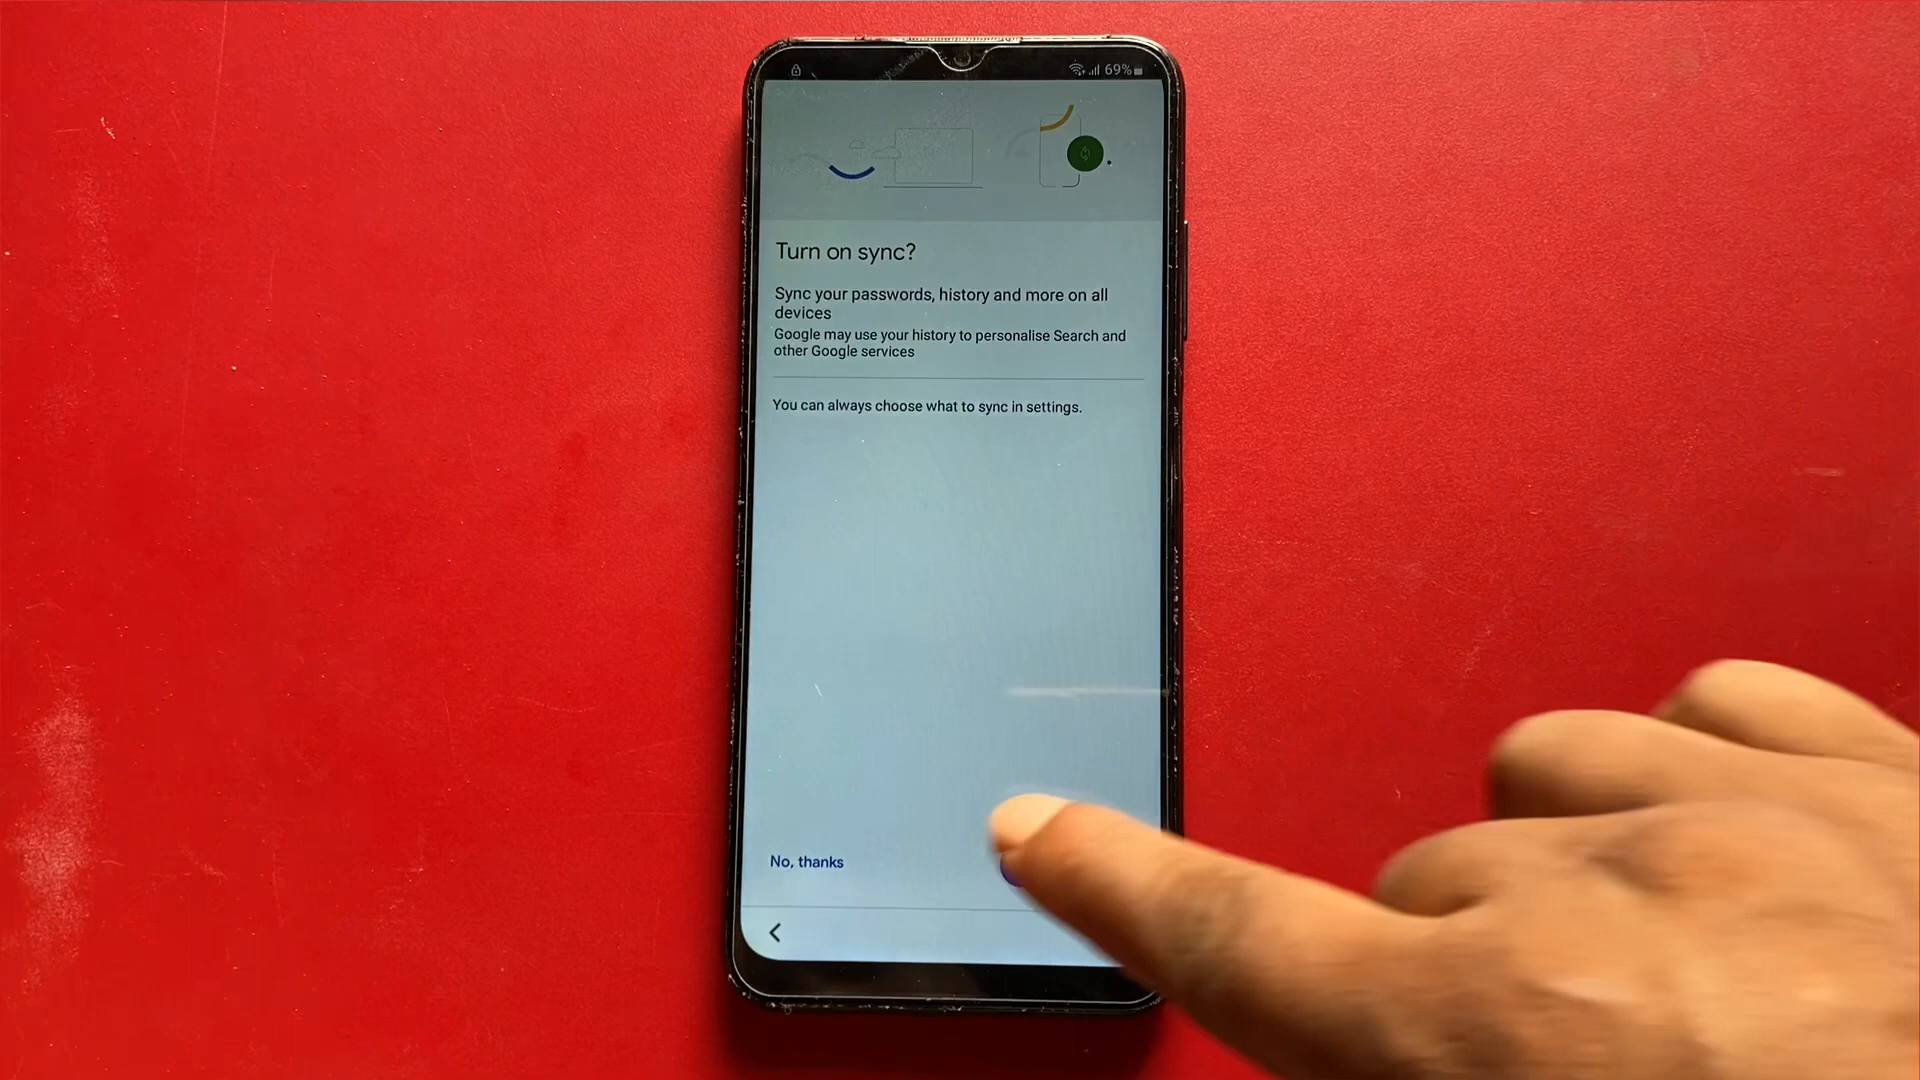 69%
Turn on sync?
Sync your passwords, history and more on all
devices
Google may use your history to personalise Search and
other Google services
You can always choose what to sync in settings.
No, thanks